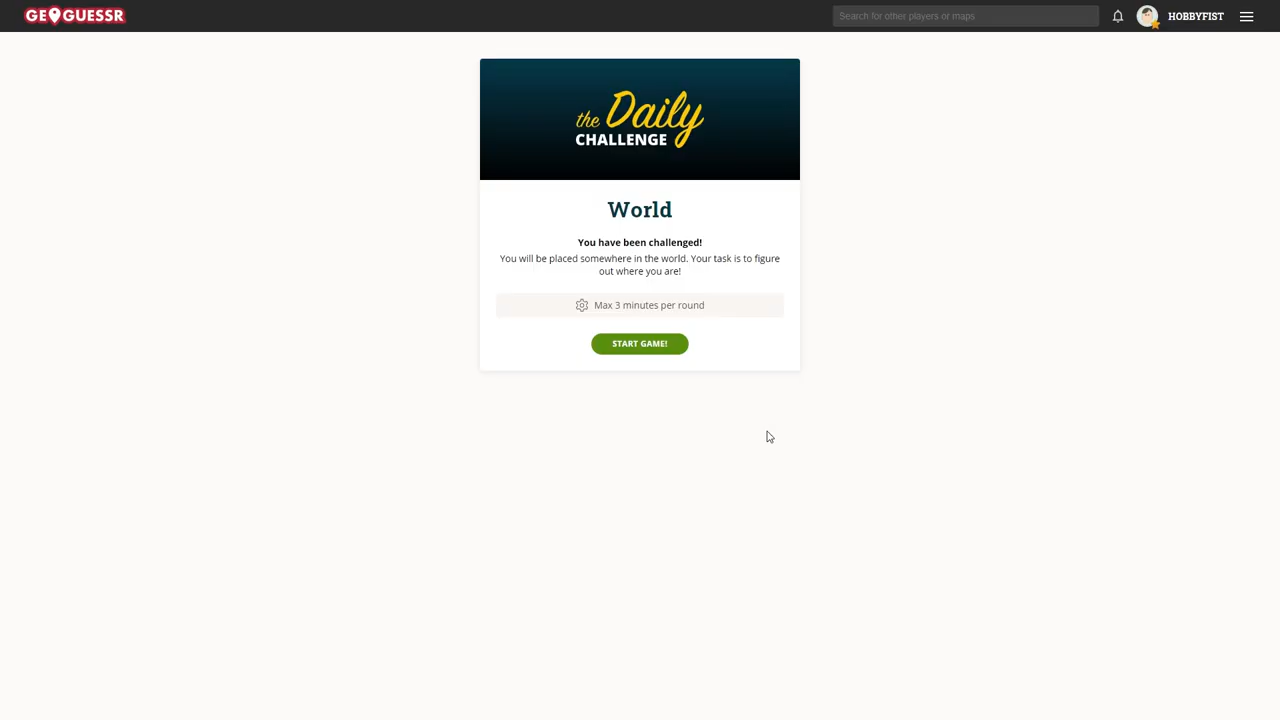 GEOGUESSR
Search for other players or maps
HOBBYFIST
the Daily
CHALLENGE
World
You have been challenged!
You will be placed somewhere in the world. Your task is to figure
out where you are!
Max 3 minutes per round
START GAME!